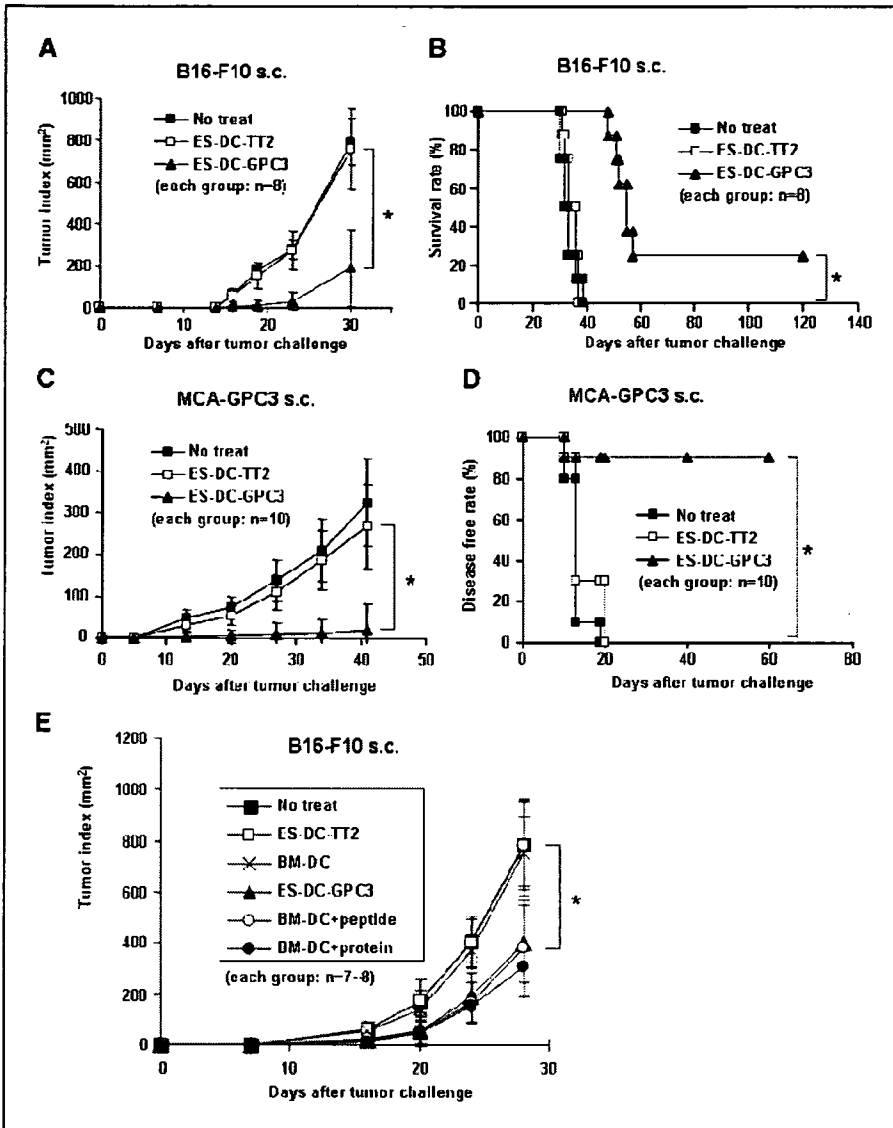 A
B16-F10 s.c.
Tumor Index (mm²)
1000
800
600
400
200
0
No treat
ES-DC-TT2
ES-DC-GPC3
(each group: n=8)
*
0
10
20
30
Days after tumor challenge
B
B16-F10 s.c.
Survival rate (%)
100
80
60
40
20
0
No treat
ES-DC-TT2
ES-DC-GPC3
(each group: n=8)
*
0
20
40
60
80
100
120
140
Days after tumor challenge
C
MCA-GPC3 s.c.
Tumor index (mm²)
500
400
300
200
100
0
No treat
ES-DC-TT2
ES-DC-GPC3
(each group: n=10)
*
0
10
20
30
40
50
Days after tumor challenge
D
MCA-GPC3 s.c.
Disease free rate (%)
100
80
60
40
20
0
No treat
ES-DC-TT2
ES-DC-GPC3
(each group: n=10)
*
0
20
40
60
80
Days after tumor challenge
E
B16-F10 s.c.
Tumor index (mm²)
1200
1000
800
600
400
200
0
No treat
ES-DC-TT2
BM-DC
ES-DC-GPC3
BM-DC+peptide
BM-DC+protein
(each group: n=7-8)
*
0
10
20
30
Days after tumor challenge